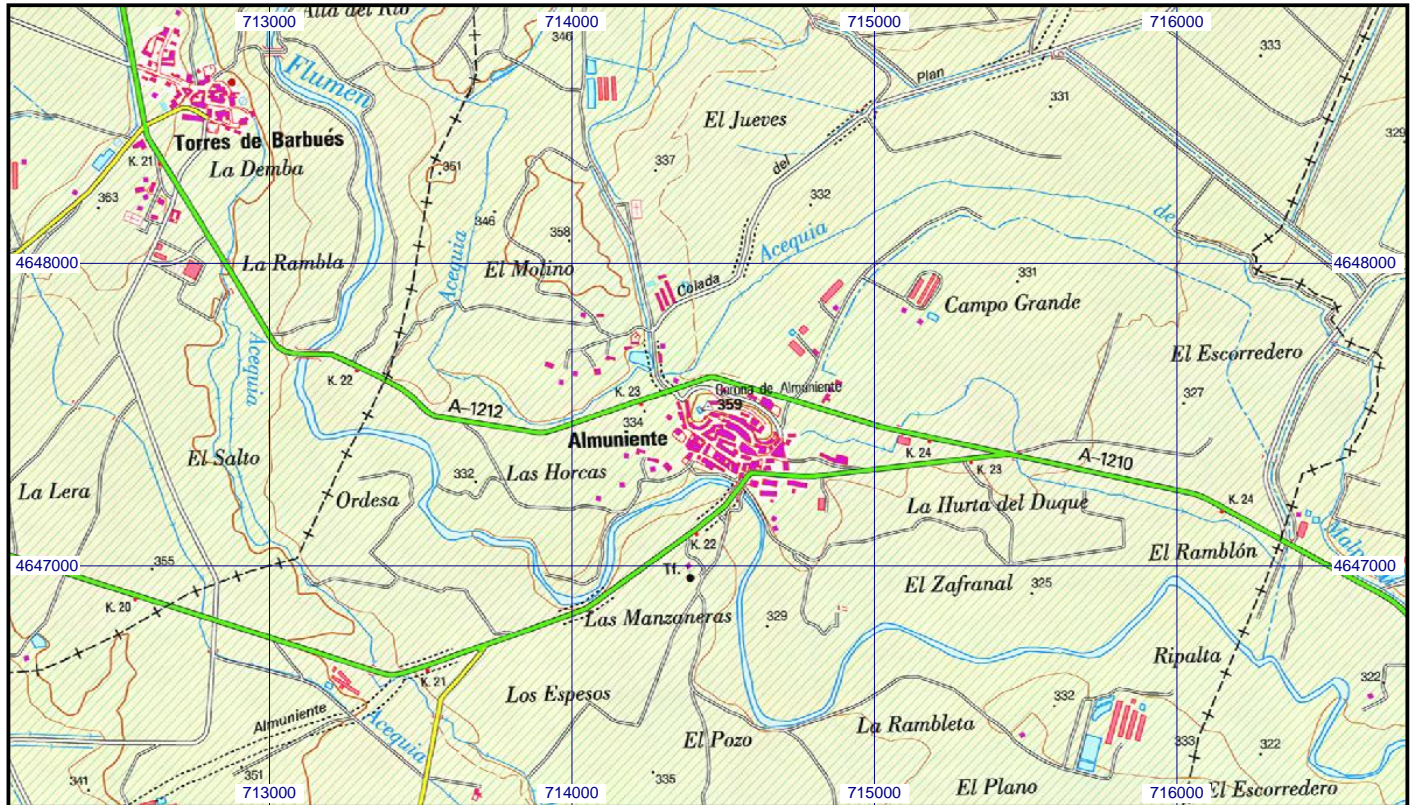 713000
714000
715000
716000
Alta del Río
346
333
Plan
Flumen
331
El Jueves
329
Torres de Barbués
K. 21
La Demba
337
351
del
332
363
346
358
Acequia
de
4648000
La Rambla
Acequia
El Molino
331
4648000
Colada
Campo Grande
Acequia
El Escorredero
K. 22
K. 23
Corona de Almuniente
359
327
A-1212
334
Almuniente
K. 24
A-1210
K. 23
El Salto
332
Las Horcas
La Lera
Ordesa
La Hurta del Duque
K. 24
K. 22
El Ramblón
355
4647000
Tf.
El Zafranal
325
4647000
K. 20
Las Manzaneras
329
Ripalta
K. 21
Los Espesos
332
322
Almuniente
Acequia
La Rambleta
El Pozo
333
322
341
351
335
El Plano
El Escorredero
713000
714000
715000
716000